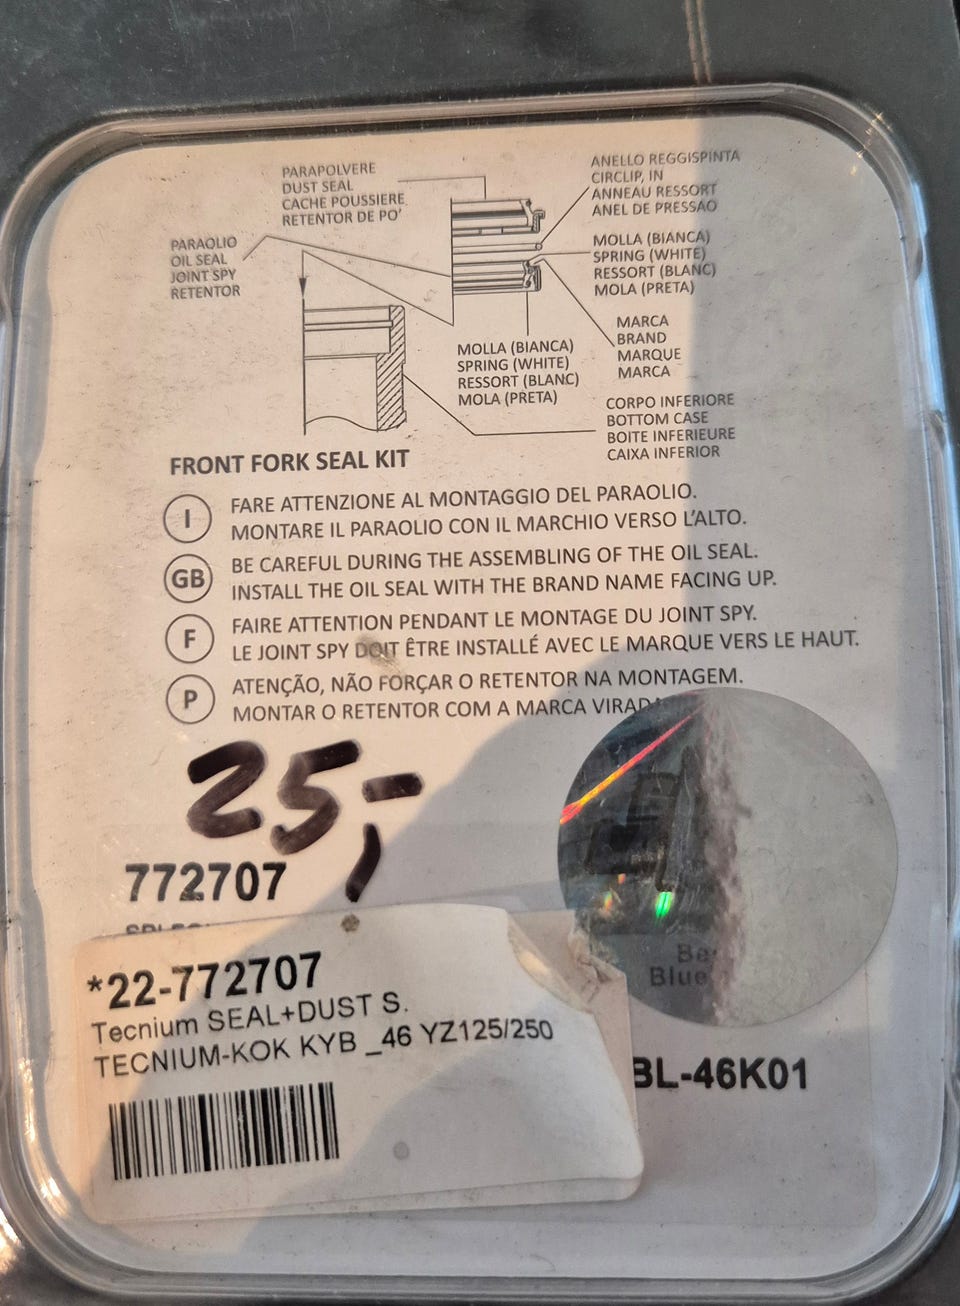 PARAPOLVERE
DUST SEAL
CACHE POUSSIERE
RETENTOR DE PO'
ANELLO REGGISPINTA
CIRCLIP, IN
ANNEAU RESSORT
ANEL DE PRESSAO
PARAOLIO
OIL SEAL
JOINT SPY
RETENTOR
MOLLA (BIANCA)
SPRING (WHITE)
RESSORT (BLANC)
MOLA (PRETA)
MARCA
BRAND
MARQUE
MARCA
MOLLA (BIANCA)
SPRING (WHITE)
RESSORT (BLANC)
MOLA (PRETA)
CORPO INFERIORE
BOTTOM CASE
BOITE INFERIEURE
CAIXA INFERIOR
FRONT FORK SEAL KIT
I
FARE ATTENZIONE AL MONTAGGIO DEL PARAOLIO.
MONTARE IL PARAOLIO CON IL MARCHIO VERSO L'ALTO.
GB
BE CAREFUL DURING THE ASSEMBLING OF THE OIL SEAL.
INSTALL THE OIL SEAL WITH THE BRAND NAME FACING UP.
F
FAIRE ATTENTION PENDANT LE MONTAGE DU JOINT SPY.
LE JOINT SPY DOIT ÊTRE INSTALLÉ AVEC LE MARQUE VERS LE HAUT.
P
ATENÇÃO, NÃO FORÇAR O RETENTOR NA MONTAGEM.
MONTAR O RETENTOR COM A MARCA
25,-
772707
*22-772707
Tecnium SEAL+DUST S.
TECNIUM-KOK KYB _46 YZ125/250
Blue
BL-46K01